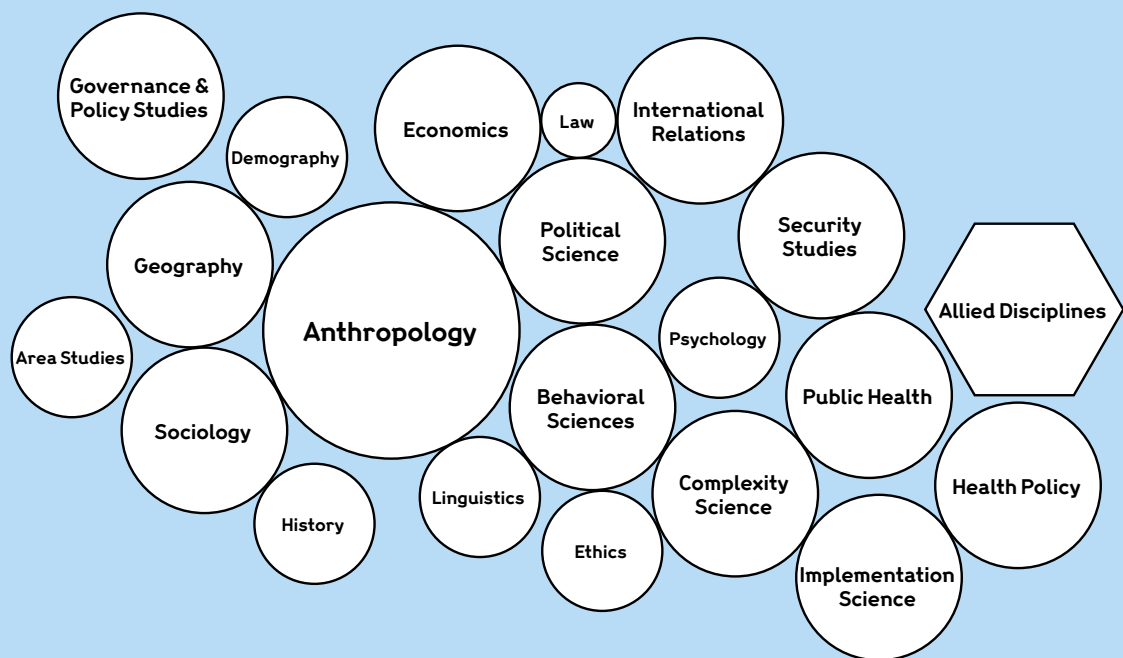 Governance &
Policy Studies
Demography
Economics
Law
International
Relations
Geography
Political
Science
Security
Studies
Allied Disciplines
Anthropology
Psychology
Area Studies
Sociology
Behavioral
Sciences
Public Health
History
Linguistics
Ethics
Complexity
Science
Health Policy
Implementation
Science